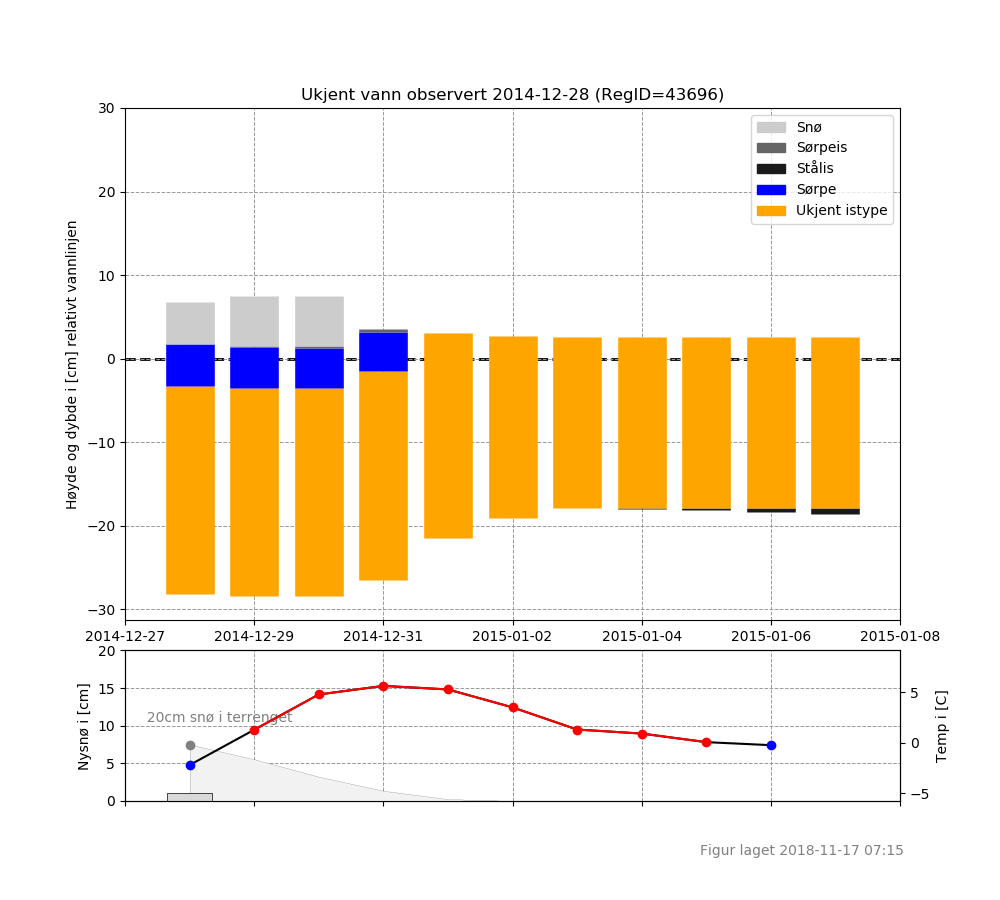 Ukjent vann observert 2014-12-28 (RegID=43696)
30
20
10
0
−10
−20
−30
Høyde og dybde i [cm] relativt vannlinjen
Snø
Sørpeis
Stålis
Sørpe
Ukjent istype
2014-12-27
2014-12-29
2014-12-31
2015-01-02
2015-01-04
2015-01-06
2015-01-08
20
15
10
5
0
Nysnø i [cm]
20cm snø i terrenget
5
0
−5
Temp i [C]
Figur laget 2018-11-17 07:15